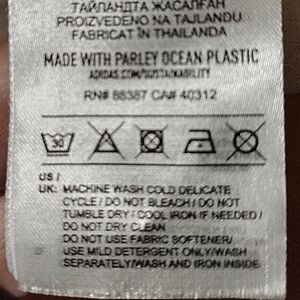 ТАЙЛАНДТА ЖАСАЛҒАН
PROIZVEDENO NA TAJLANDU
FABRICAT ÎN THAILANDA
MADE WITH PARLEY OCEAN PLASTIC
ADIDAS.COM/SUSTAINABILITY
RN# 88387 CA# 40312
30
US /
UK: MACHINE WASH COLD DELICATE
CYCLE / DO NOT BLEACH / DO NOT
TUMBLE DRY / COOL IRON IF NEEDED /
DO NOT DRY CLEAN
DO NOT USE FABRIC SOFTENER/
USE MILD DETERGENT ONLY/WASH
SEPARATELY/WASH AND IRON INSIDE